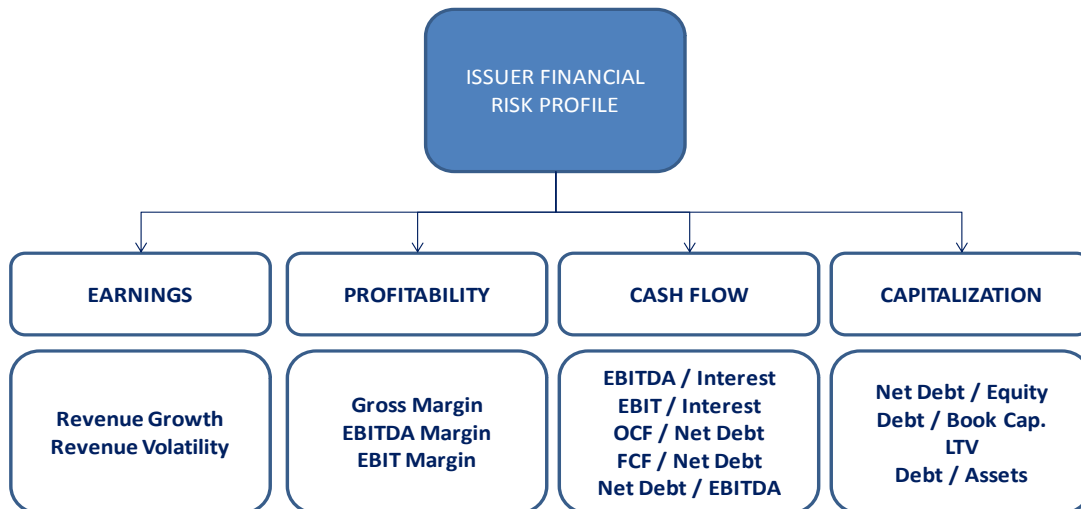 ISSUER FINANCIAL
RISK PROFILE
EARNINGS
PROFITABILITY
CASH FLOW
CAPITALIZATION
Revenue Growth
Revenue Volatility
Gross Margin
EBITDA Margin
EBIT Margin
EBITDA / Interest
EBIT / Interest
OCF / Net Debt
FCF / Net Debt
Net Debt / EBITDA
Net Debt / Equity
Debt / Book Cap.
LTV
Debt / Assets